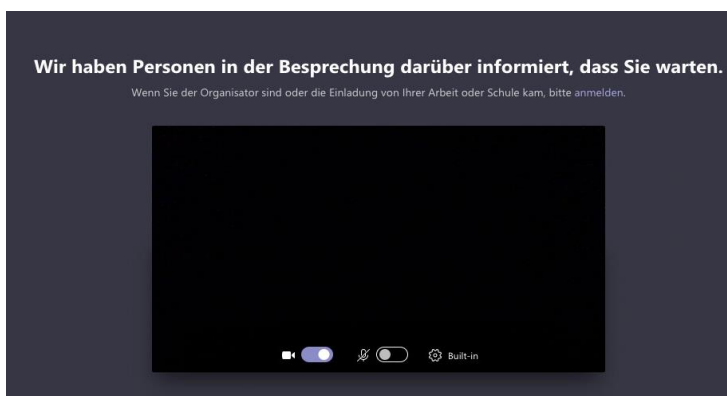 Wir haben Personen in der Besprechung darüber informiert, dass Sie warten.
Wenn Sie der Organisator sind oder die Einladung von Ihrer Arbeit oder Schule kam, bitte anmelden.
Built-in